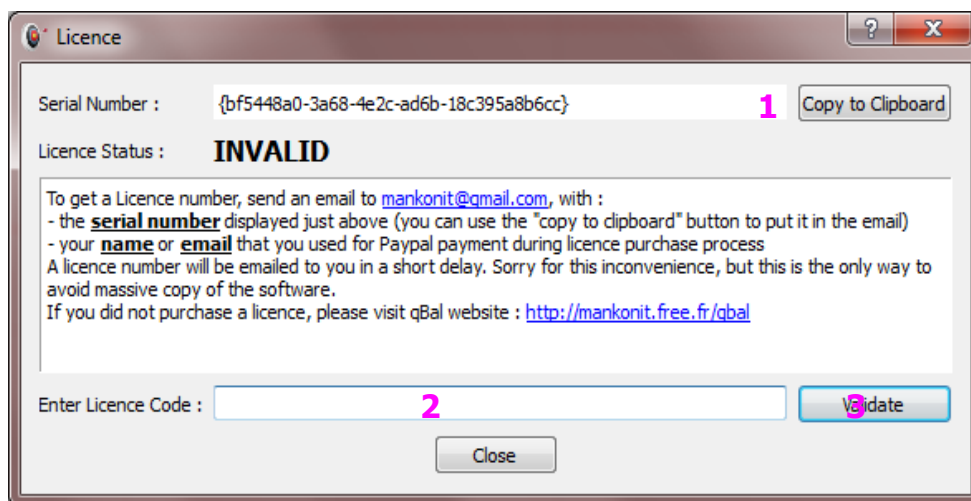 Licence
Serial Number : {bf5448a0-3a68-4e2c-ad6b-18c395a8b6cc} 1 Copy to Clipboard
Licence Status : INVALID
To get a Licence number, send an email to mankonit@gmail.com, with :
- the serial number displayed just above (you can use the "copy to clipboard" button to put it in the email)
- your name or email that you used for Paypal payment during licence purchase process
A licence number will be emailed to you in a short delay. Sorry for this inconvenience, but this is the only way to
avoid massive copy of the software.
If you did not purchase a licence, please visit qBal website : http://mankonit.free.fr/qbal
Enter Licence Code : 2 Validate 3
Close